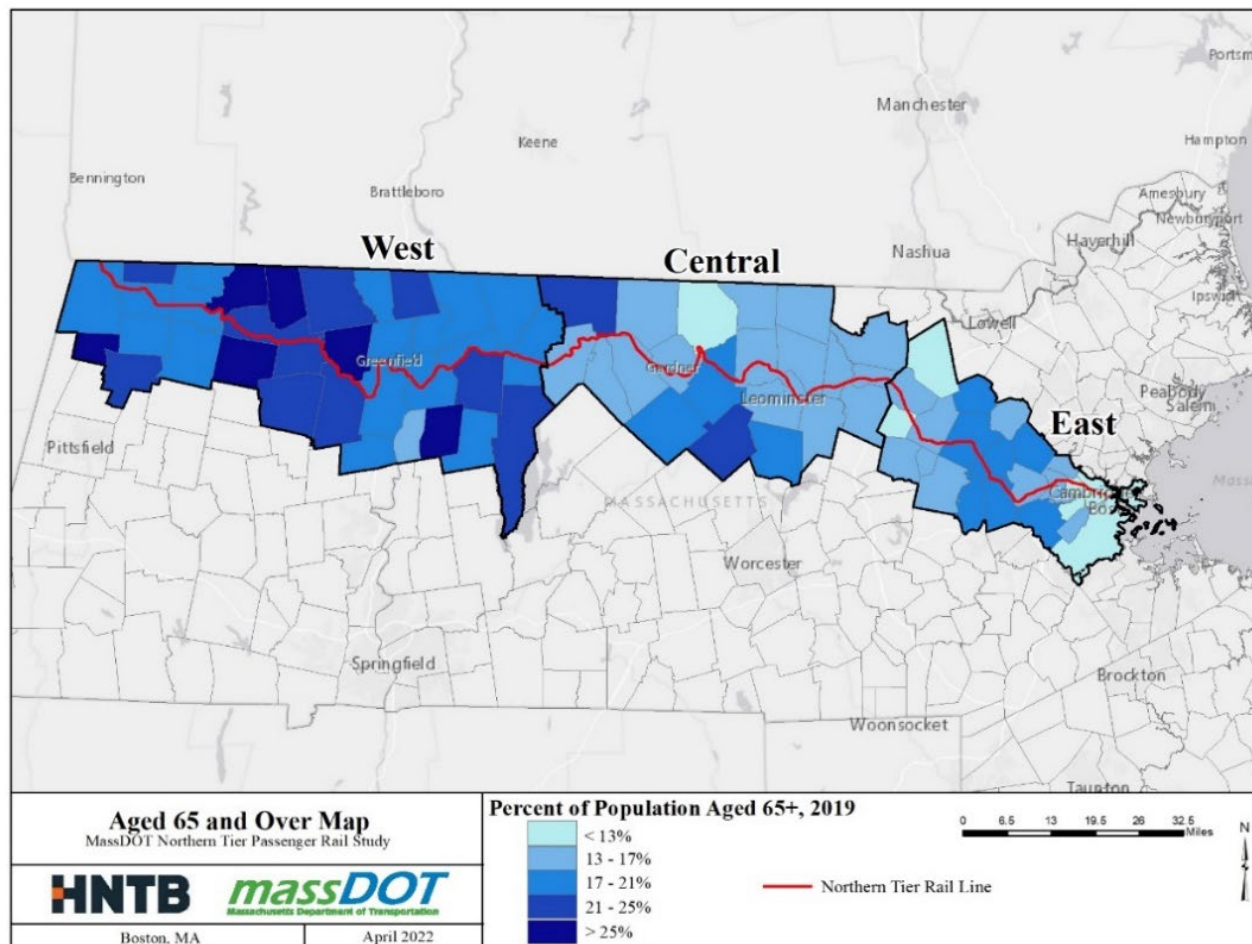 Portsm
Manchester
Keene
Hampton
Bennington
Brattleboro
Amesbury
Newburyport
West
Central
Nashua
Haverhill
Ipswich
Lowell
Greenfield
Gardner
Leominster
East
Peabody
Salem
Pittsfield
MASSACHUSETTS
Cambridge
Bos
Mass
Worcester
Springfield
Brockton
Woonsocket
Taunton
Aged 65 and Over Map
MassDOT Northern Tier Passenger Rail Study
HNTB
massDOT
Massachusetts Department of Transportation
Boston, MA
April 2022
Percent of Population Aged 65+, 2019
< 13%
13 - 17%
17 - 21%
21 - 25%
> 25%
Northern Tier Rail Line
0 6.5 13 19.5 26 32.5
Miles
N